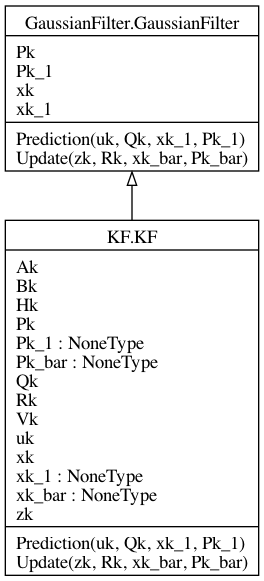 GaussianFilter.GaussianFilter
Pk
Pk_1
xk
xk_1
Prediction(uk, Qk, xk_1, Pk_1)
Update(zk, Rk, xk_bar, Pk_bar)
KF.KF
Ak
Bk
Hk
Pk
Pk_1 : NoneType
Pk_bar : NoneType
Qk
Rk
Vk
uk
xk
xk_1 : NoneType
xk_bar : NoneType
zk
Prediction(uk, Qk, xk_1, Pk_1)
Update(zk, Rk, xk_bar, Pk_bar)